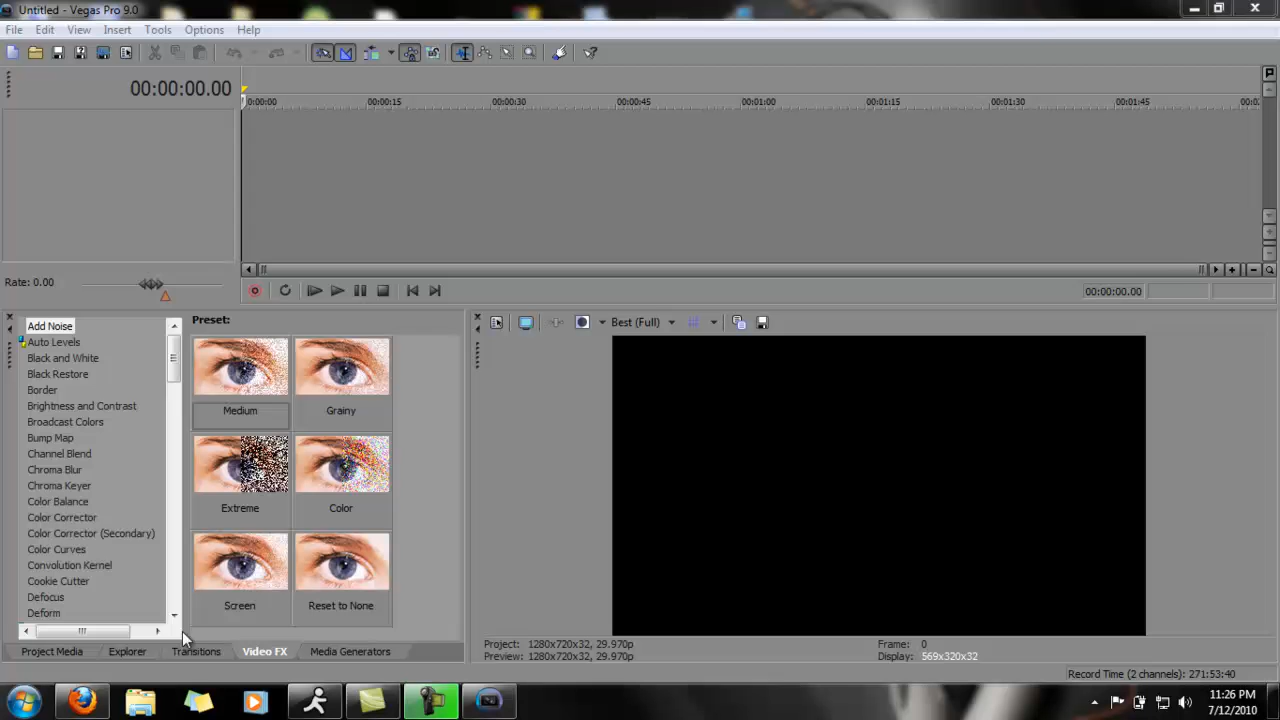 Untitled - Vegas Pro 9.0
File Edit View Insert Tools Options Help
00:00:00.00
0:00:00 00:00:15 00:00:30 00:00:45 00:01:00 00:01:15 00:01:30 00:01:45
Rate: 0.00
00:00:00.00
Add Noise
Auto Levels
Black and White
Black Restore
Border
Brightness and Contrast
Broadcast Colors
Bump Map
Channel Blend
Chroma Blur
Chroma Keyer
Color Balance
Color Corrector
Color Corrector (Secondary)
Color Curves
Convolution Kernel
Cookie Cutter
Defocus
Deform
Preset:
Medium Grainy
Extreme Color
Screen Reset to None
Best (Full)
Project Media Explorer Transitions Video FX Media Generators
Project: 1280x720x32, 29.970p Frame: 0
Preview: 1280x720x32, 29.970p Display: 569x320x32
Record Time (2 channels): 271:53:40
11:26 PM
7/12/2010